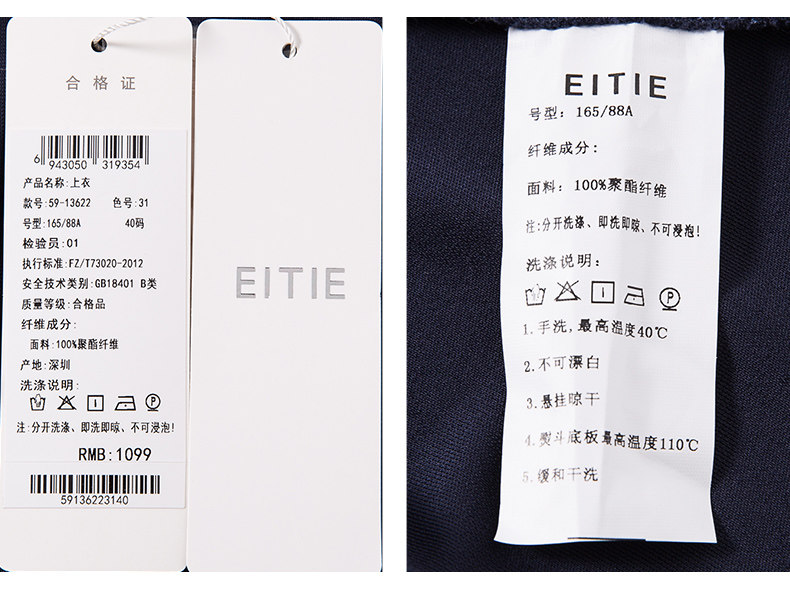 合格证
6 943050 319354
产品名称:上衣
款号:59-13622 色号:31
号型:165/88A 40码
检验员:01
执行标准:FZ/T73020-2012
安全技术类别:GB18401 B类
质量等级:合格品
纤维成分:
面料:100%聚酯纤维
产地:深圳
洗涤说明:
注:分开洗涤、即洗即晾、不可浸泡!
RMB:1099
59136223140
EITIE
EITIE
号型: 165/88A
纤维成分:
面料: 100%聚酯纤维
注:分开洗涤、即洗即晾、不可浸泡!
洗涤说明:
1.手洗,最高温度40℃
2.不可漂白
3.悬挂晾干
4.熨斗底板最高温度110℃
5.缓和干洗